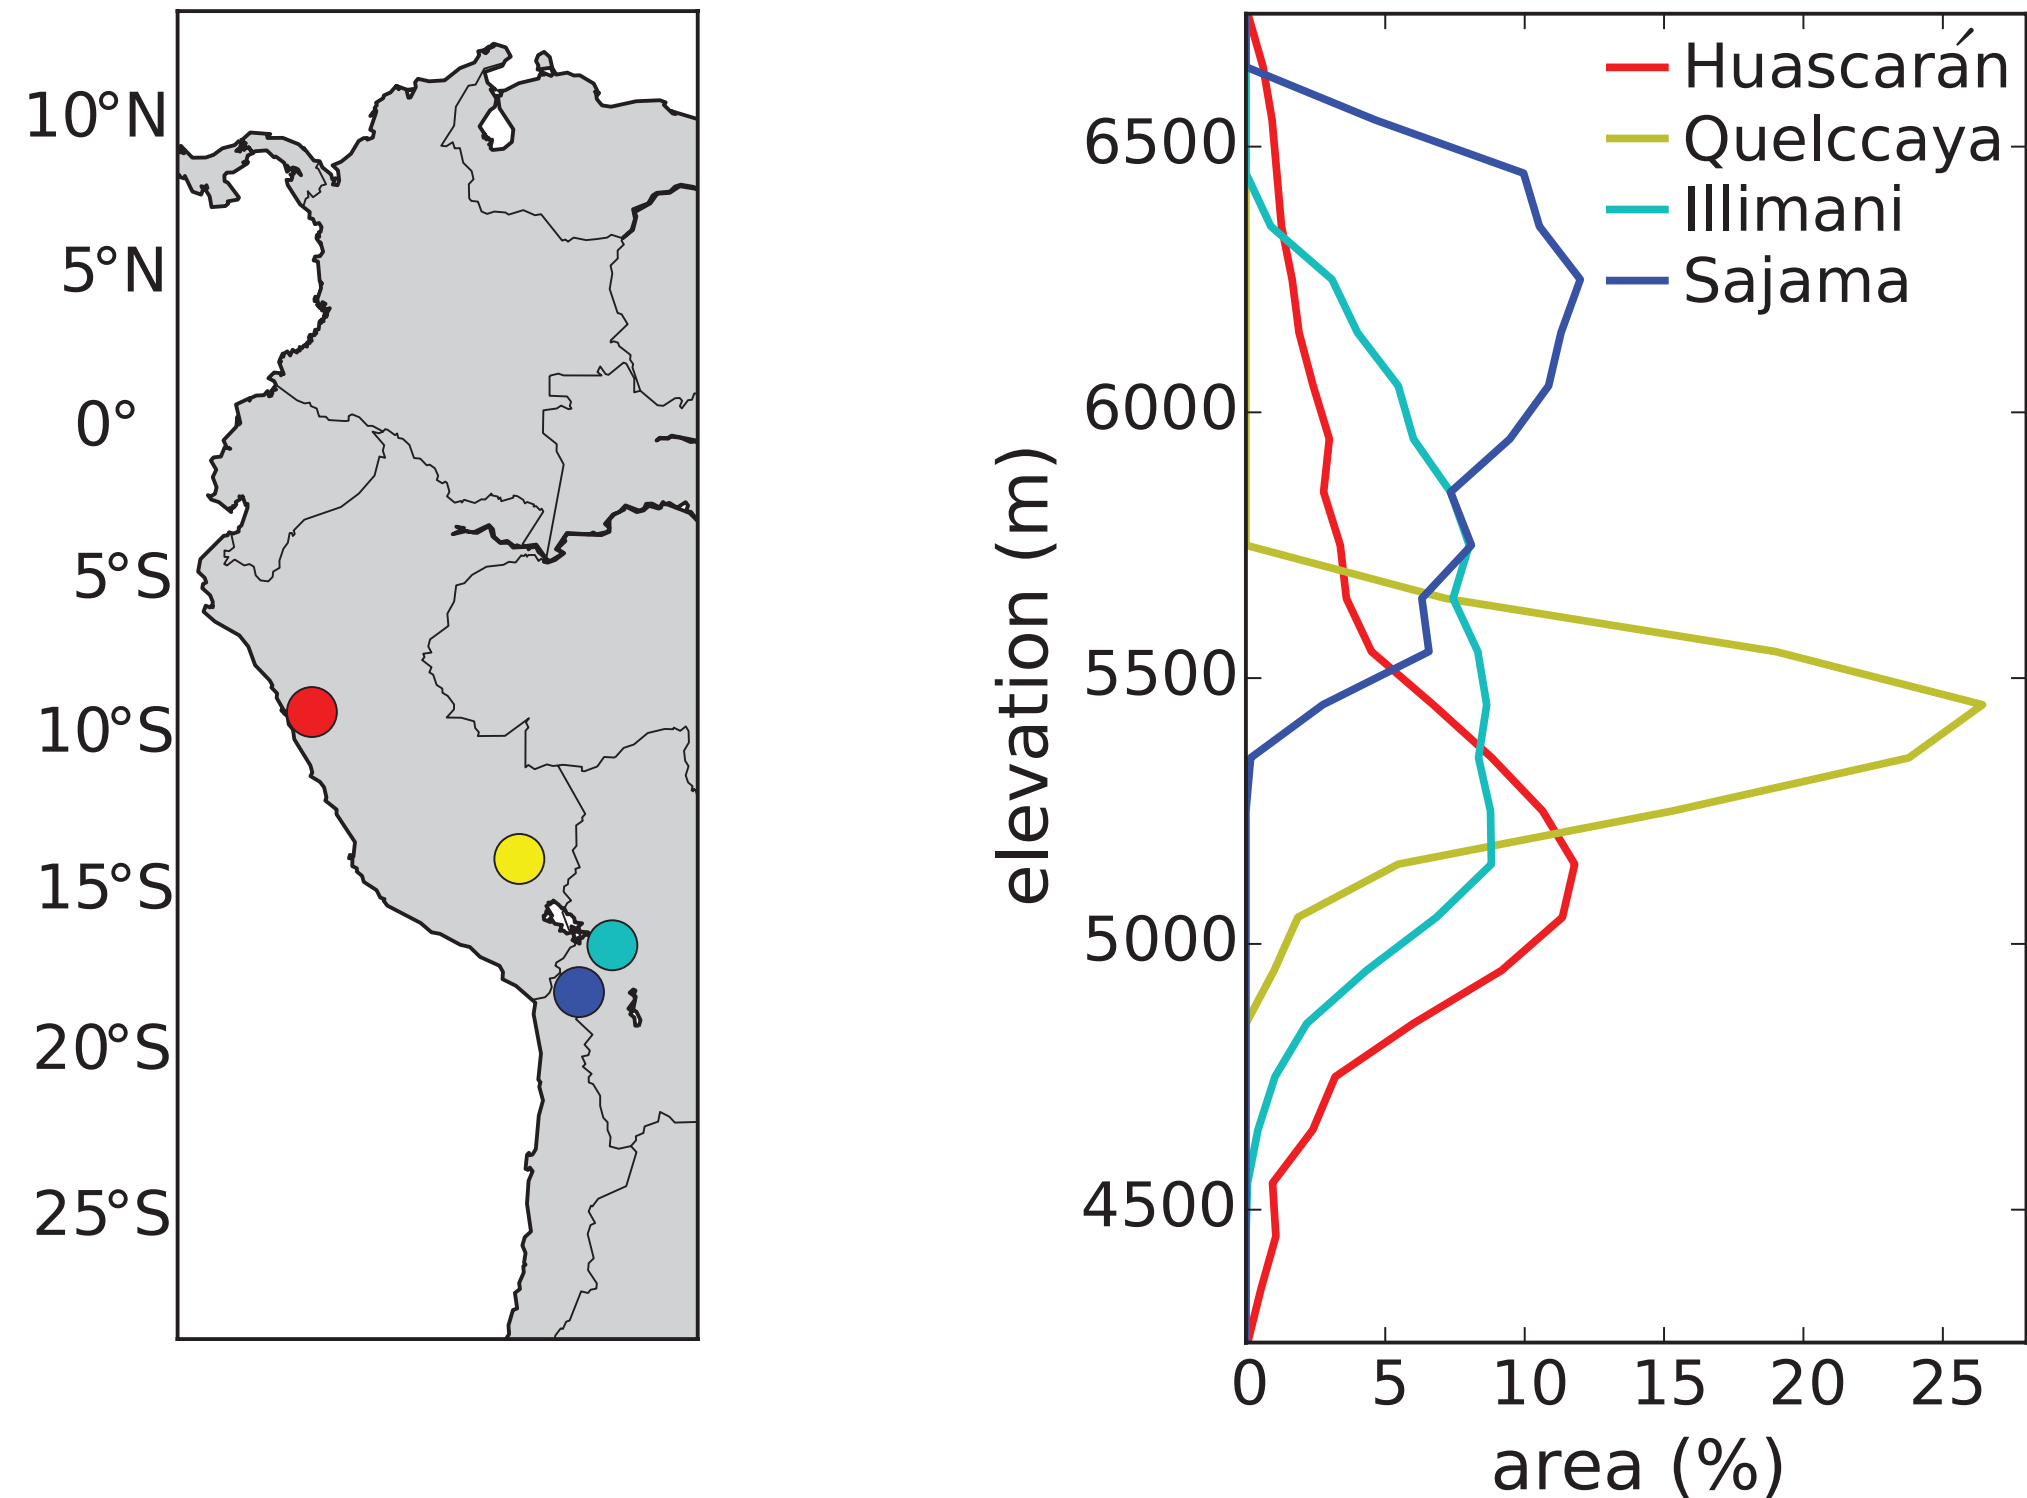 10°N
5°N
0°
5°S
10°S
15°S
20°S
25°S
elevation (m)
6500
6000
5500
5000
4500
Huascarán
Quelccaya
Illimani
Sajama
0 5 10 15 20 25
area (%)